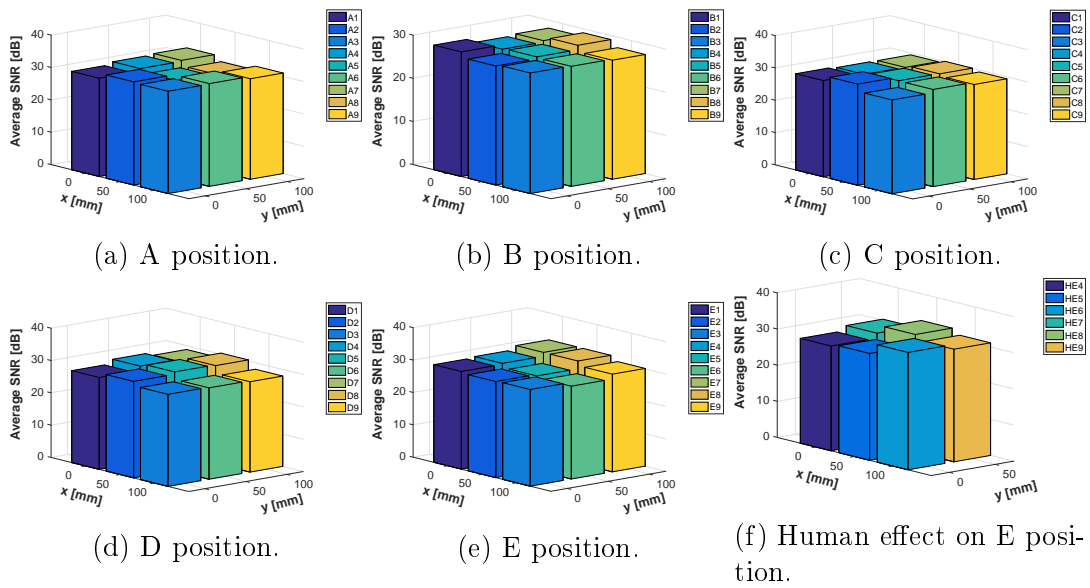 Average SNR [dB]
40
30
20
10
0
0
50
100
x [mm]
0
50
100
y [mm]
A1
A2
A3
A4
A5
A6
A7
A8
A9
(a) A position.
Average SNR [dB]
30
20
10
0
0
50
100
x [mm]
0
50
100
y [mm]
B1
B2
B3
B4
B5
B6
B7
B8
B9
(b) B position.
Average SNR [dB]
40
30
20
10
0
0
50
100
x [mm]
0
50
100
y [mm]
C1
C2
C3
C4
C5
C6
C7
C8
C9
(c) C position.
Average SNR [dB]
40
30
20
10
0
0
50
100
x [mm]
0
50
100
y [mm]
D1
D2
D3
D4
D5
D6
D7
D8
D9
(d) D position.
Average SNR [dB]
40
30
20
10
0
0
50
100
x [mm]
0
50
100
y [mm]
E1
E2
E3
E4
E5
E6
E7
E8
E9
(e) E position.
Average SNR [dB]
40
30
20
10
0
0
50
100
x [mm]
0
50
y [mm]
HE4
HE5
HE6
HE7
HE8
HE9
(f) Human effect on E posi-
tion.